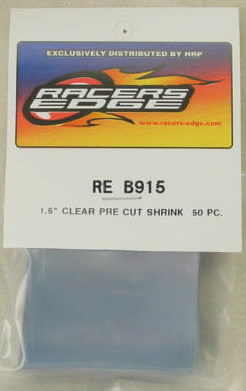 EXCLUSIVELY DISTRIBUTED BY MRP
RACERS
EDGE
www.racers-edge.com
RE B915
1.5" CLEAR PRE CUT SHRINK 50 PC.